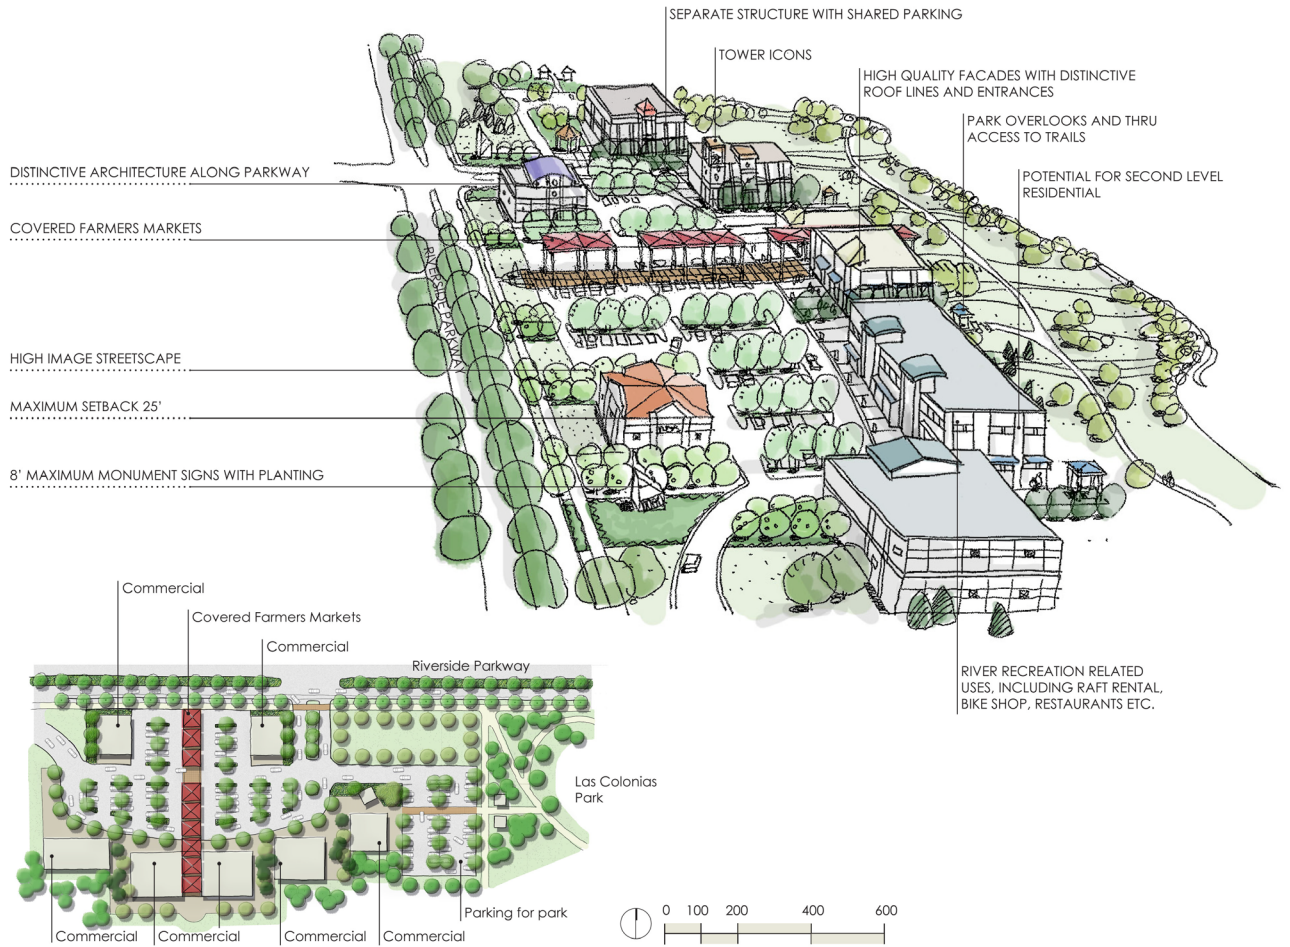 SEPARATE STRUCTURE WITH SHARED PARKING
TOWER ICONS
HIGH QUALITY FACADES WITH DISTINCTIVE
ROOF LINES AND ENTRANCES
PARK OVERLOOKS AND THRU
ACCESS TO TRAILS
POTENTIAL FOR SECOND LEVEL
RESIDENTIAL
DISTINCTIVE ARCHITECTURE ALONG PARKWAY
COVERED FARMERS MARKETS
RIVERSIDE PARKWAY
HIGH IMAGE STREETSCAPE
MAXIMUM SETBACK 25'
8' MAXIMUM MONUMENT SIGNS WITH PLANTING
RIVER RECREATION RELATED
USES, INCLUDING RAFT RENTAL,
BIKE SHOP, RESTAURANTS ETC.
Commercial
Covered Farmers Markets
Commercial
Riverside Parkway
Las Colonias
Park
Parking for park
Commercial
Commercial
Commercial
Commercial
0 100 200 400 600